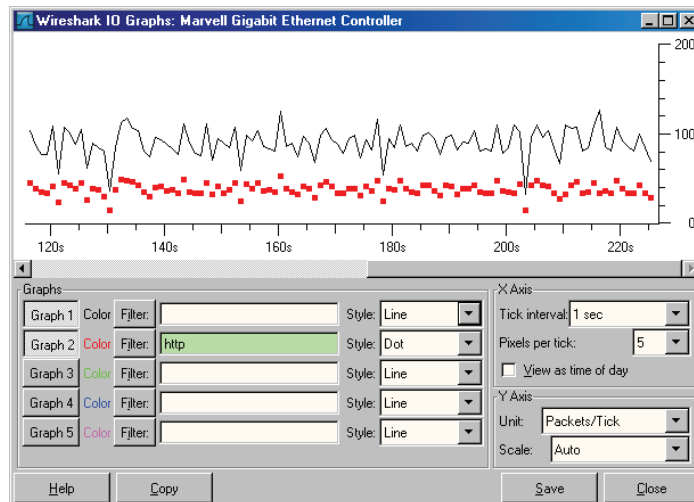 Wireshark IO Graphs: Marvell Gigabit Ethernet Controller
200
100
0
120s 140s 160s 180s 200s 220s
Graphs
Graph 1 Color Filter: Style: Line
Graph 2 Color Filter: http Style: Dot
Graph 3 Color Filter: Style: Line
Graph 4 Color Filter: Style: Line
Graph 5 Color Filter: Style: Line
X Axis
Tick interval: 1 sec
Pixels per tick: 5
View as time of day
Y Axis
Unit: Packets/Tick
Scale: Auto
Help Copy Save Close